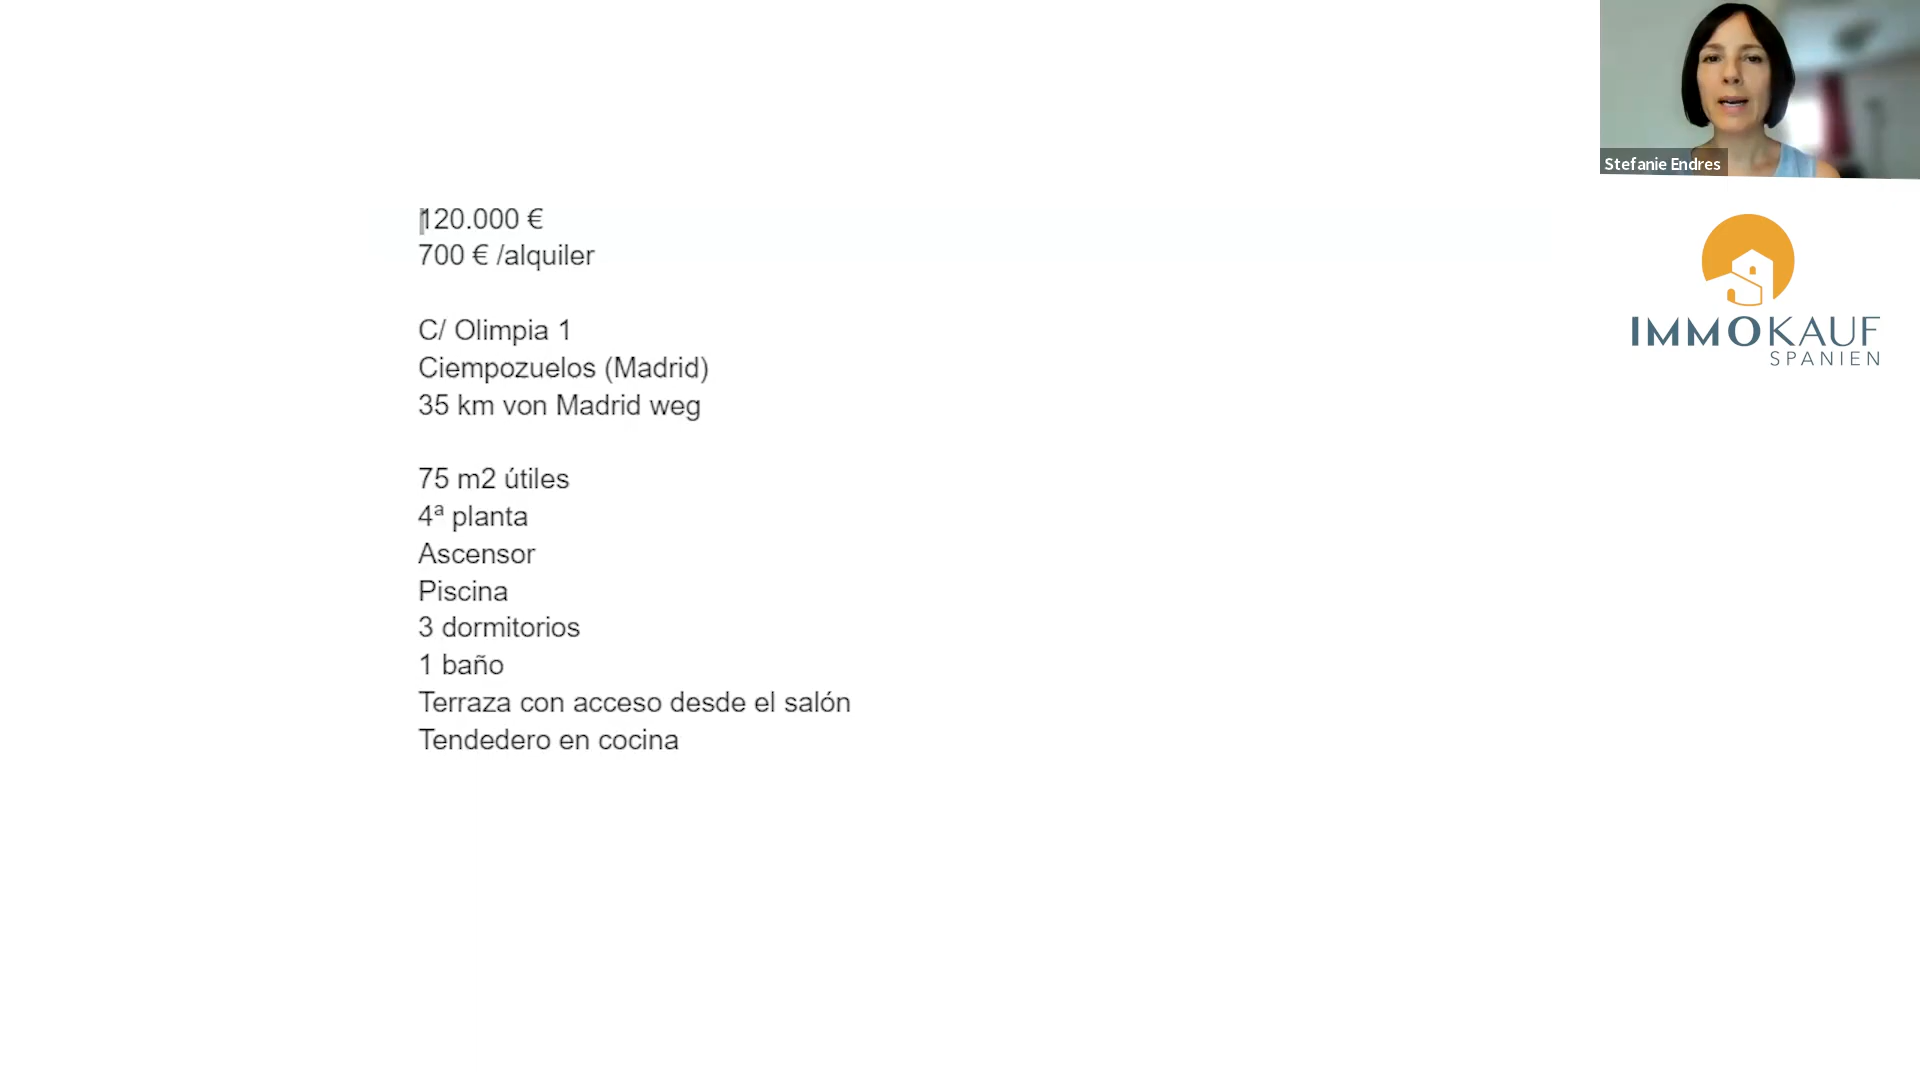 120.000 €
700 € /alquiler
C/ Olimpia 1
Ciempozuelos (Madrid)
35 km von Madrid weg
75 m2 útiles
4ª planta
Ascensor
Piscina
3 dormitorios
1 baño
Terraza con acceso desde el salón
Tendedero en cocina
Stefanie Endres
IMMOKAUF
SPANIEN